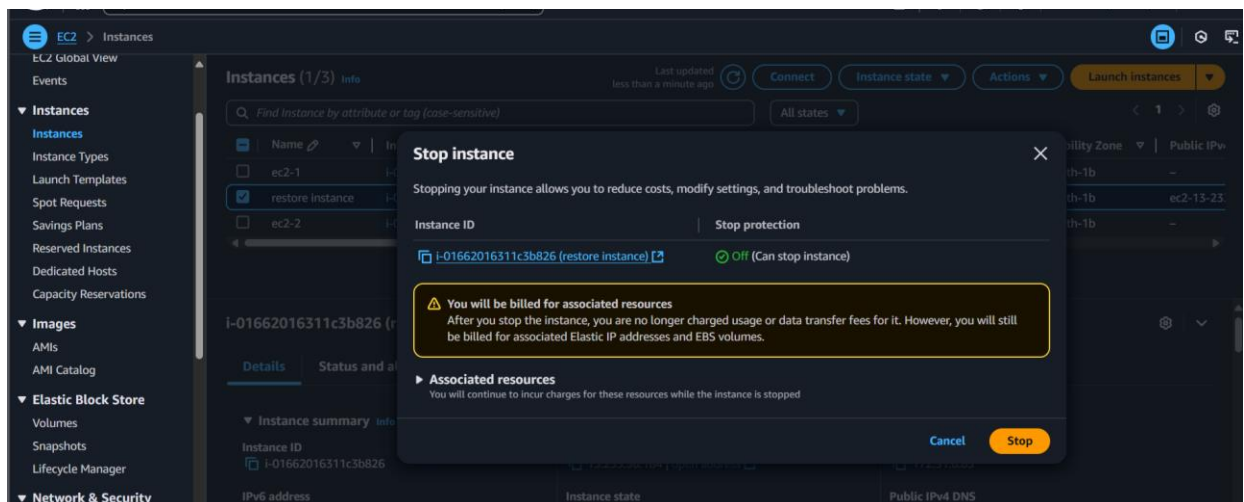 EC2 > Instances
EC2 Global View
Events
Instances
Instances
Instance Types
Launch Templates
Spot Requests
Savings Plans
Reserved Instances
Dedicated Hosts
Capacity Reservations
Images
AMIs
AMI Catalog
Elastic Block Store
Volumes
Snapshots
Lifecycle Manager
Network & Security
Instances (1/3) Info
Last updated
less than a minute ago
Connect
Instance state
Actions
Launch instances
Find Instance by attribute or tag (case-sensitive)
All states
1
Name
ility Zone
Public IPv
ec2-1
th-1b
–
restore instance
th-1b
ec2-13-23
ec2-2
th-1b
–
Stop instance
Stopping your instance allows you to reduce costs, modify settings, and troubleshoot problems.
Instance ID
Stop protection
i-01662016311c3b826 (restore instance)
Off (Can stop instance)
You will be billed for associated resources
After you stop the instance, you are no longer charged usage or data transfer fees for it. However, you will still
be billed for associated Elastic IP addresses and EBS volumes.
Associated resources
You will continue to incur charges for these resources while the instance is stopped
Cancel
Stop
i-01662016311c3b826 (r
Details
Status and al
Instance summary Info
Instance ID
i-01662016311c3b826
IPv6 address
Instance state
Public IPv4 DNS